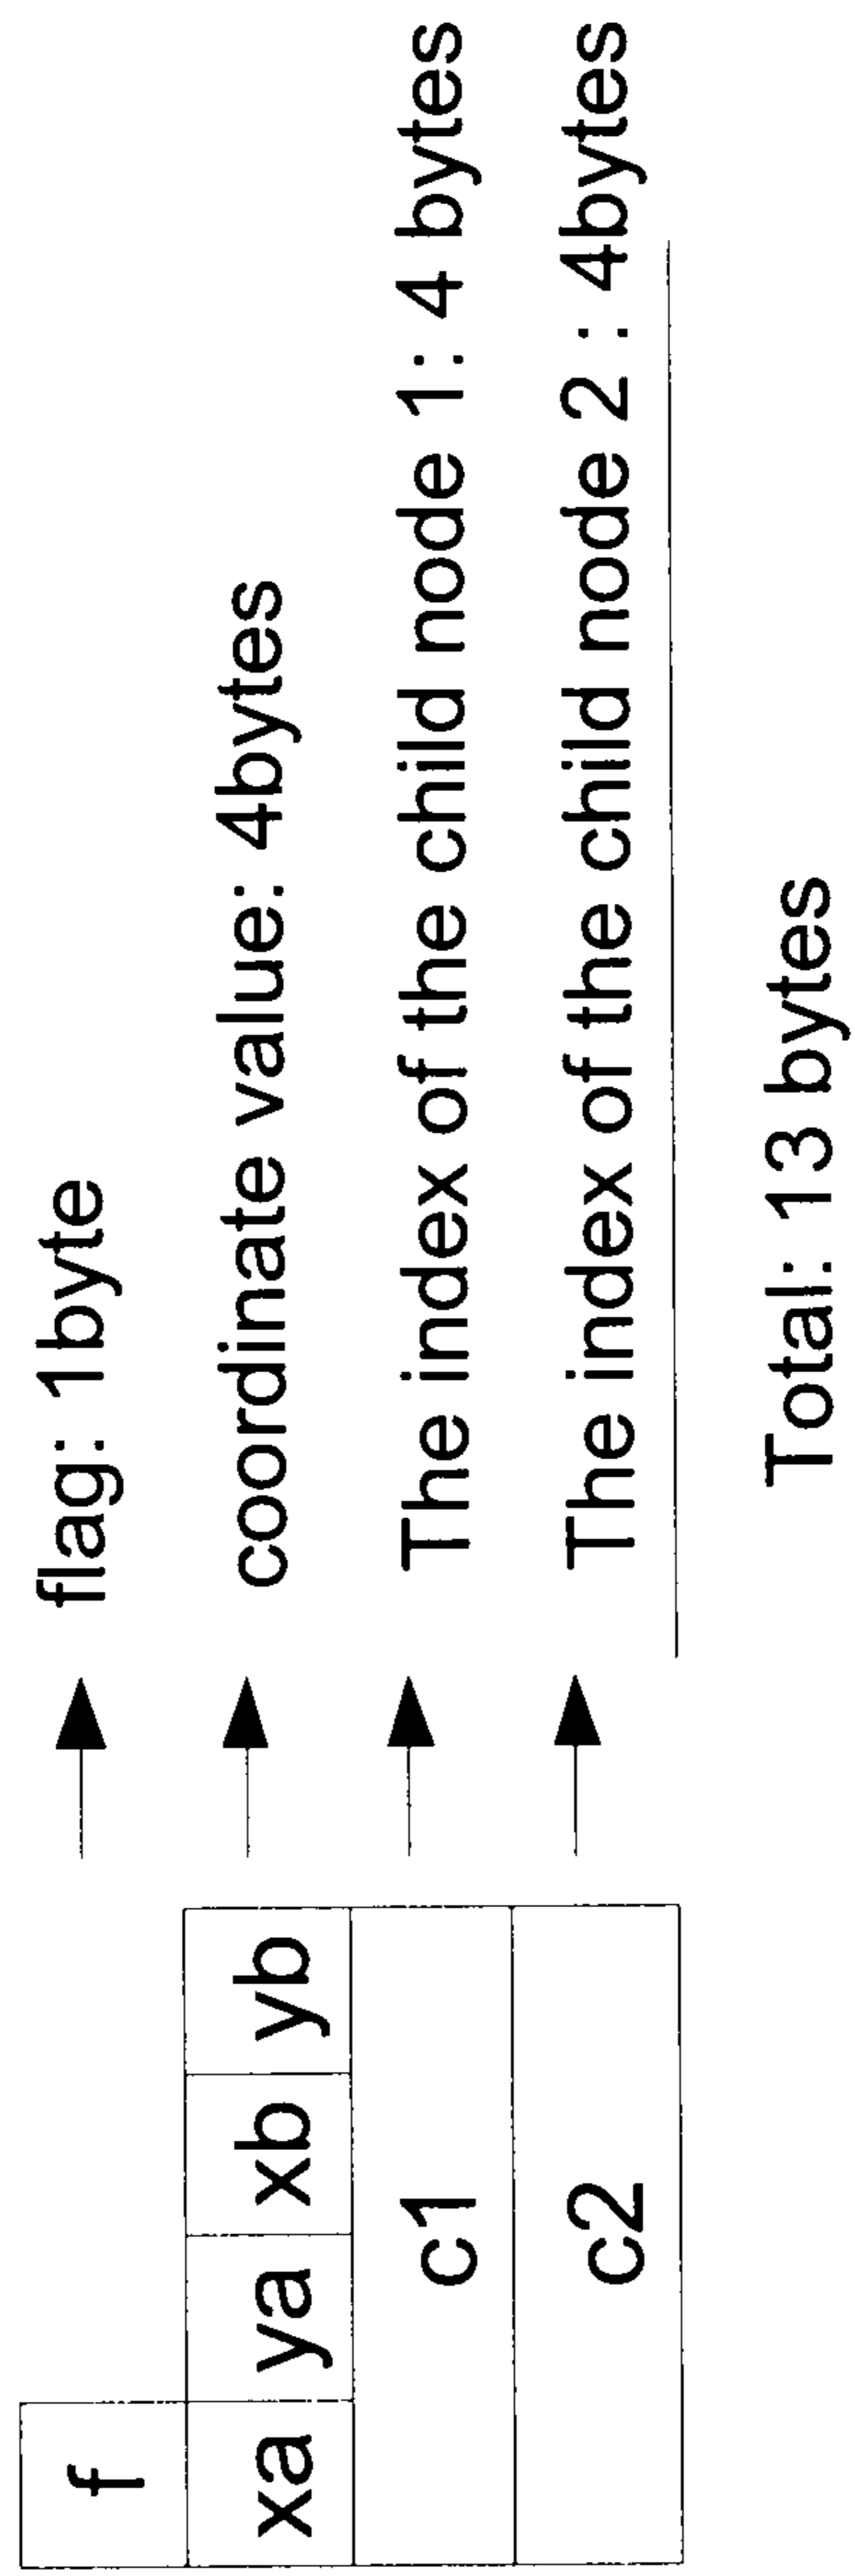 f flag: 1byte
xa ya xb yb coordinate value: 4bytes
c1 The index of the child node 1: 4 bytes
c2 The index of the child node 2 : 4bytes
Total: 13 bytes